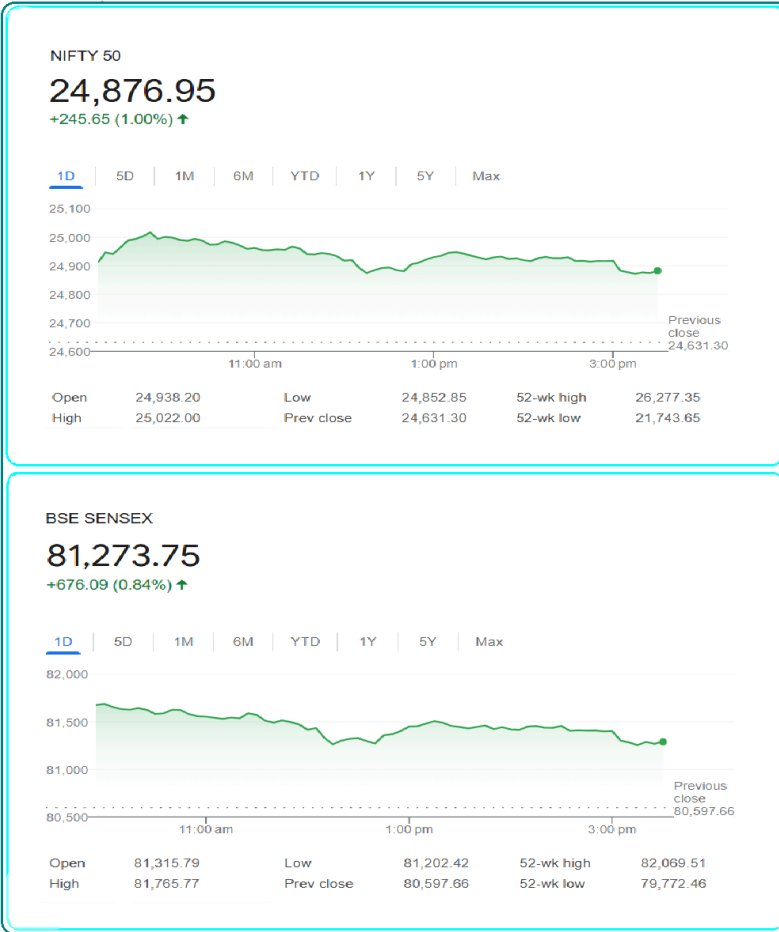 NIFTY 50
24,876.95
+245.65 (1.00%) ↑
1D 5D 1M 6M YTD 1Y 5Y Max
25,100
25,000
24,900
24,800
24,700
24,600
Previous
close
24,631.30
11:00 am 1:00 pm 3:00 pm
Open 24,938.20 Low 24,852.85 52-wk high 26,277.35
High 25,022.00 Prev close 24,631.30 52-wk low 21,743.65
BSE SENSEX
81,273.75
+676.09 (0.84%) ↑
1D 5D 1M 6M YTD 1Y 5Y Max
82,000
81,500
81,000
80,500
Previous
close
80,597.66
11:00 am 1:00 pm 3:00 pm
Open 81,315.79 Low 81,202.42 52-wk high 82,069.51
High 81,765.77 Prev close 80,597.66 52-wk low 79,772.46